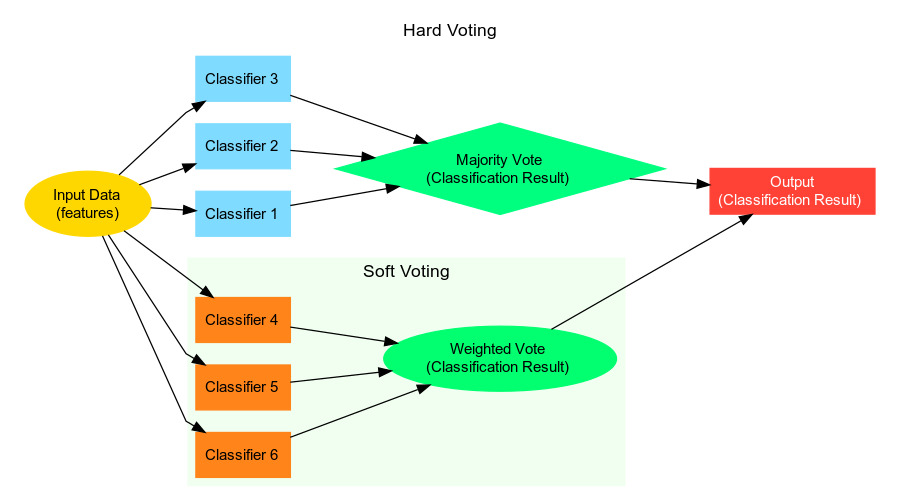 Hard Voting
Classifier 3
Classifier 2
Classifier 1
Input Data
(features)
Majority Vote
(Classification Result)
Output
(Classification Result)
Soft Voting
Classifier 4
Classifier 5
Classifier 6
Weighted Vote
(Classification Result)